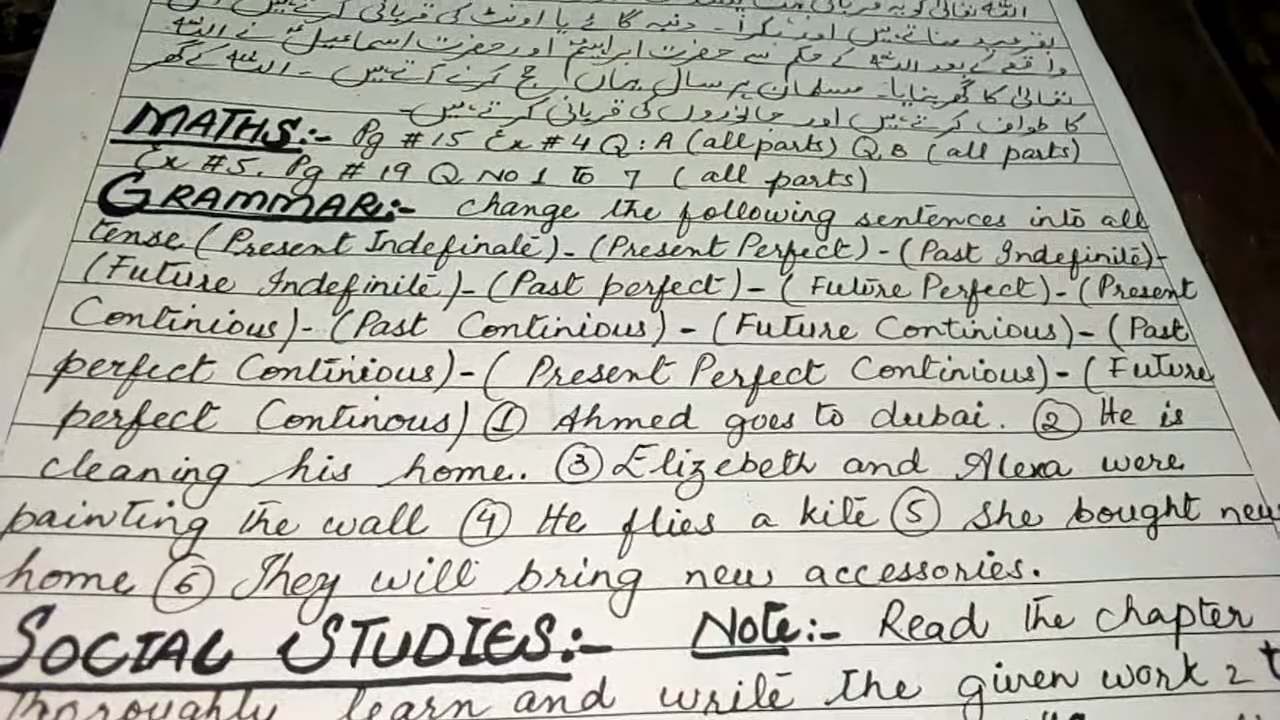 اللہ تعالیٰ کو یہ قربانی
بقر عید مناتے ہیں اور بکرا۔ دنبہ گائے یا اونٹ کی قربانی کرتے ہیں
واقعے کے بعد اللہ کے حکم سے حضرت ابراہیم اور حضرت اسماعیل نے اللہ
تعالیٰ کا گھر بنایا۔ مسلمان ہر سال یہاں حج کرنے آتے ہیں۔ اللہ کے گھر
کا طواف کرتے ہیں اور جانوروں کی قربانی کرتے ہیں۔
MATHS:- Pg #15 Ex #4 Q: A (all parts) Q B (all parts)
Ex #5. Pg # 19 Q No 1 To 7 (all parts)
GRAMMAR:- change the following sentences into all
tense (Present Indefinate)- (Present Perfect) - (Past Indefinite)-
(Future Indefinite)- (Past perfect) - (Future Perfect)- (Present
Continious)- (Past Continious) - (Future Continious)- (Past
perfect Continious)- ( Present Perfect Continious)- (Future
perfect Continous) ① Ahmed goes to dubai. ② He is
cleaning his home. ③ Elizebeth and Alexa were
painting the wall ④ He flies a kite ⑤ She bought new
home ⑥ They will bring new accessories.
SOCIAL STUDIES:- Note:- Read the chapter
thoroughly learn and write the given work 2 t